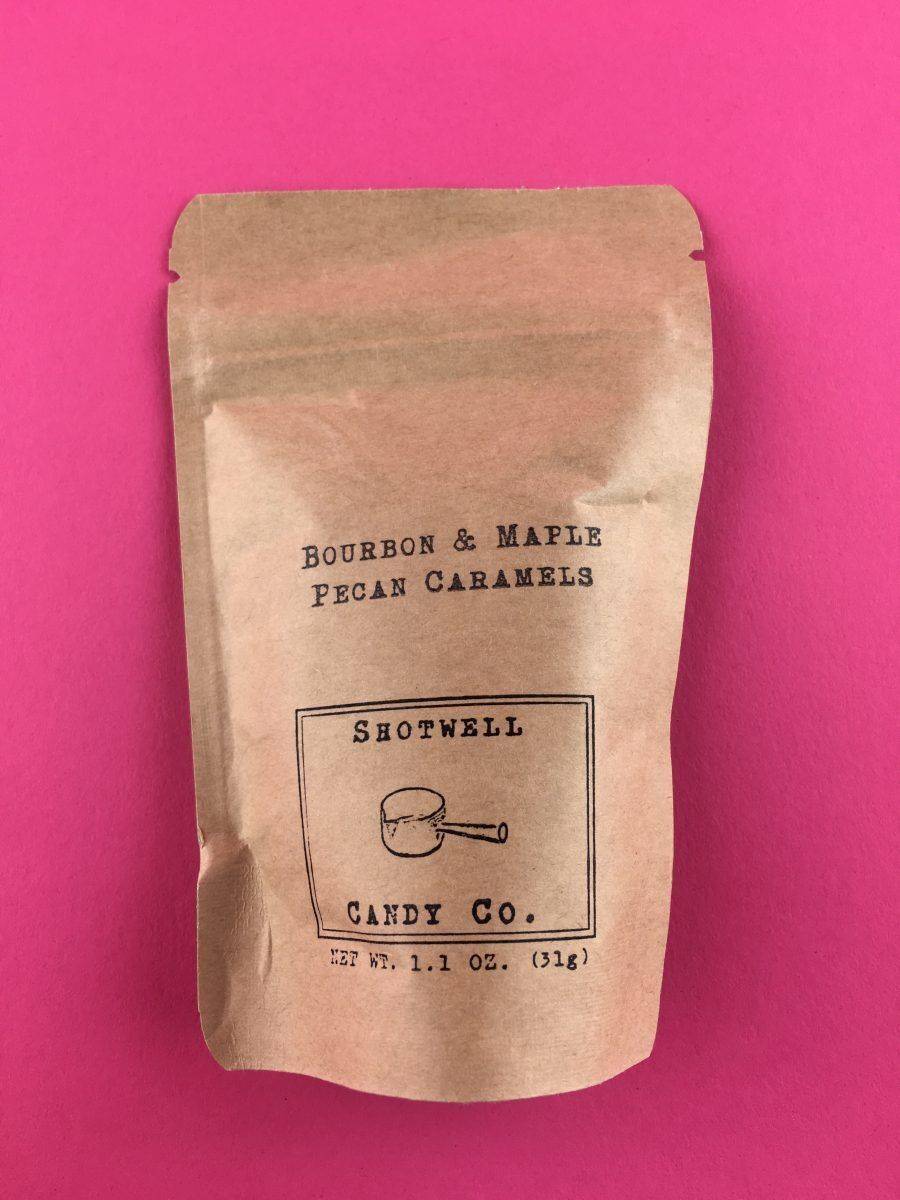 BOURBON & MAPLE
PECAN CARAMELS
SHOTWELL
CANDY CO.
NET WT. 1.1 OZ. (31g)